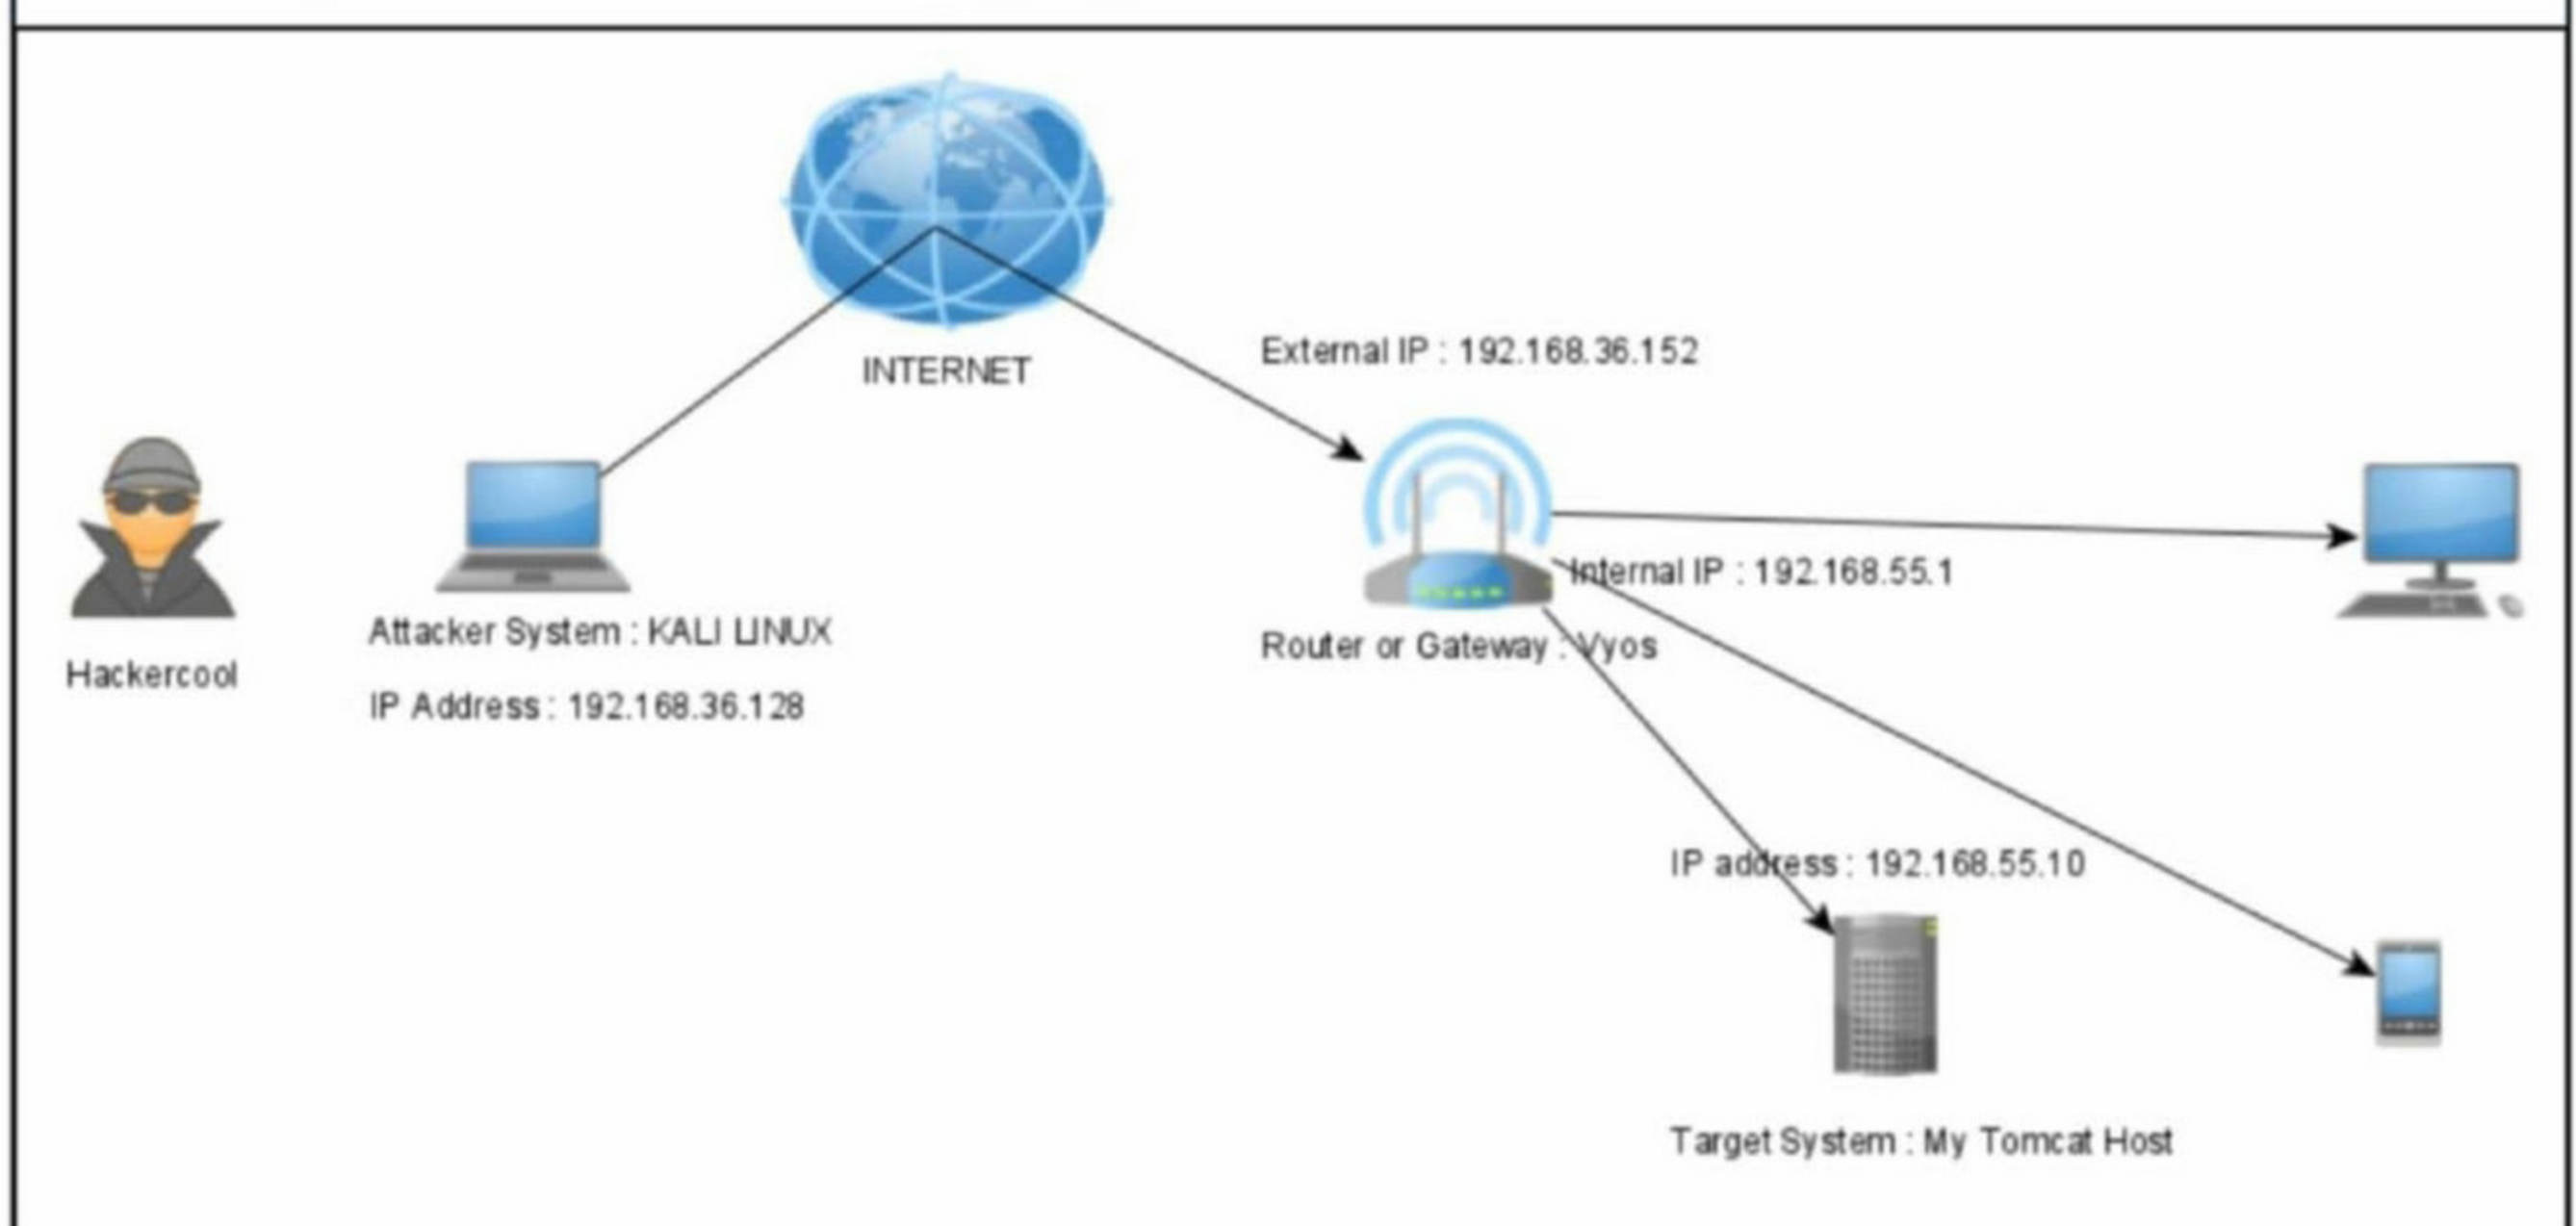 INTERNET
External IP : 192.168.36.152
Internal IP : 192.168.55.1
Attacker System : KALI LINUX
Router or Gateway : Vyos
Hackercool
IP Address : 192.168.36.128
IP address : 192.168.55.10
Target System : My Tomcat Host